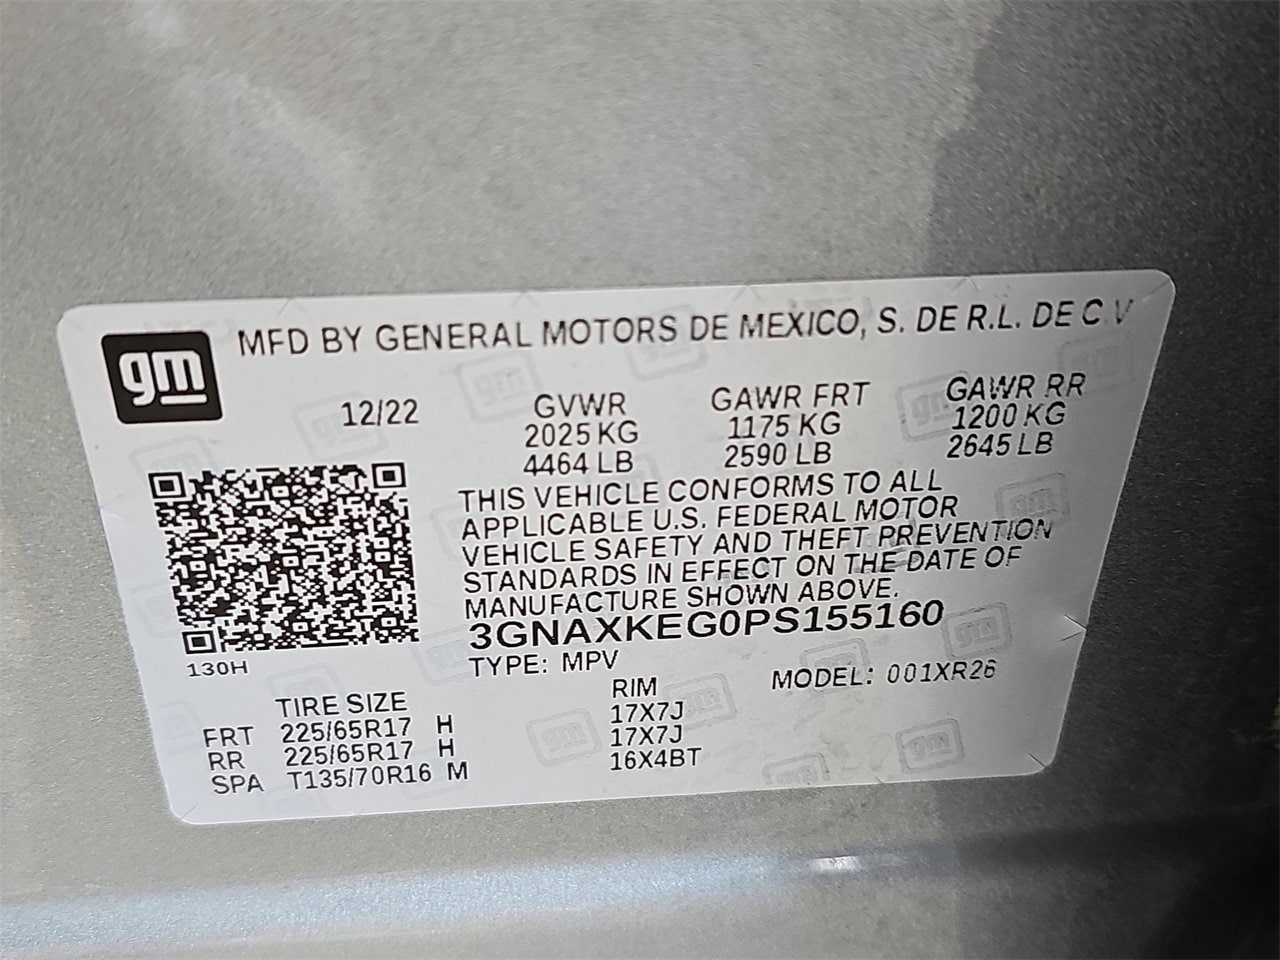 gm
MFD BY GENERAL MOTORS DE MEXICO, S. DE R.L. DE C V
12/22
GVWR
2025 KG
4464 LB
GAWR FRT
1175 KG
2590 LB
GAWR RR
1200 KG
2645 LB
THIS VEHICLE CONFORMS TO ALL
APPLICABLE U.S. FEDERAL MOTOR
VEHICLE SAFETY AND THEFT PREVENTION
STANDARDS IN EFFECT ON THE DATE OF
MANUFACTURE SHOWN ABOVE.
3GNAXKEG0PS155160
TYPE: MPV
MODEL: 001XR26
130H
TIRE SIZE
RIM
FRT 225/65R17 H 17X7J
RR 225/65R17 H 17X7J
SPA T135/70R16 M 16X4BT